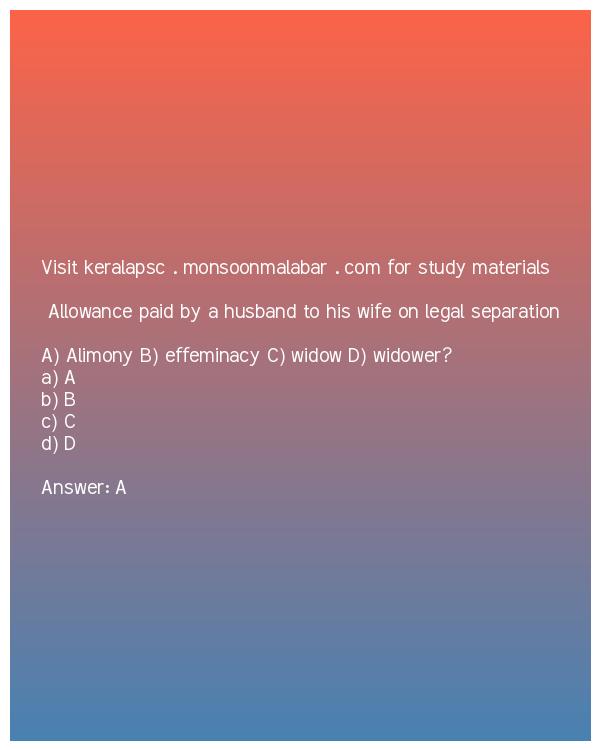 Visit keralapsc . monsoonmalabar . com for study materials
Allowance paid by a husband to his wife on legal separation
A) Alimony B) effeminacy C) widow D) widower?
a) A
b) B
c) C
d) D
Answer: A